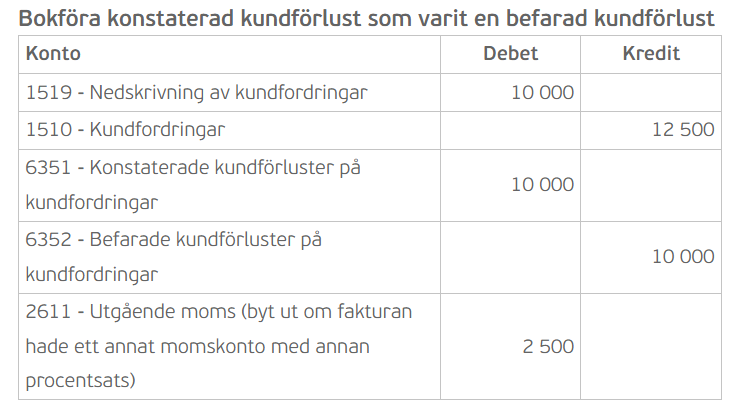 Bokföra konstaterad kundförlust som varit en befarad kundförlust
Konto Debet Kredit
1519 - Nedskrivning av kundfordringar 10 000
1510 - Kundfordringar 12 500
6351 - Konstaterade kundförluster på
kundfordringar
10 000
6352 - Befarade kundförluster på
kundfordringar
10 000
2611 - Utgående moms (byt ut om fakturan
hade ett annat momskonto med annan
procentsats)
2 500